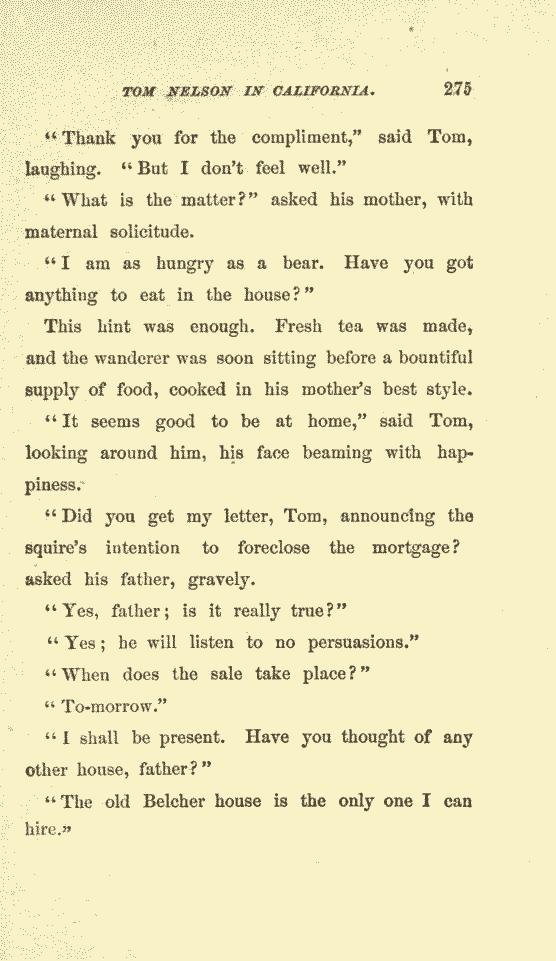 TOM NELSON IN CALIFORNIA. 275
“Thank you for the compliment,” said Tom,
laughing. “But I don’t feel well.”
“What is the matter?” asked his mother, with
maternal solicitude.
“I am as hungry as a bear. Have you got
anything to eat in the house?”
This hint was enough. Fresh tea was made,
and the wanderer was soon sitting before a bountiful
supply of food, cooked in his mother’s best style.
“It seems good to be at home,” said Tom,
looking around him, his face beaming with hap-
piness.
“Did you get my letter, Tom, announcing the
squire’s intention to foreclose the mortgage?
asked his father, gravely.
“Yes, father; is it really true?”
“Yes; he will listen to no persuasions.”
“When does the sale take place?”
“To-morrow.”
“I shall be present. Have you thought of any
other house, father?”
“The old Belcher house is the only one I can
hire.”